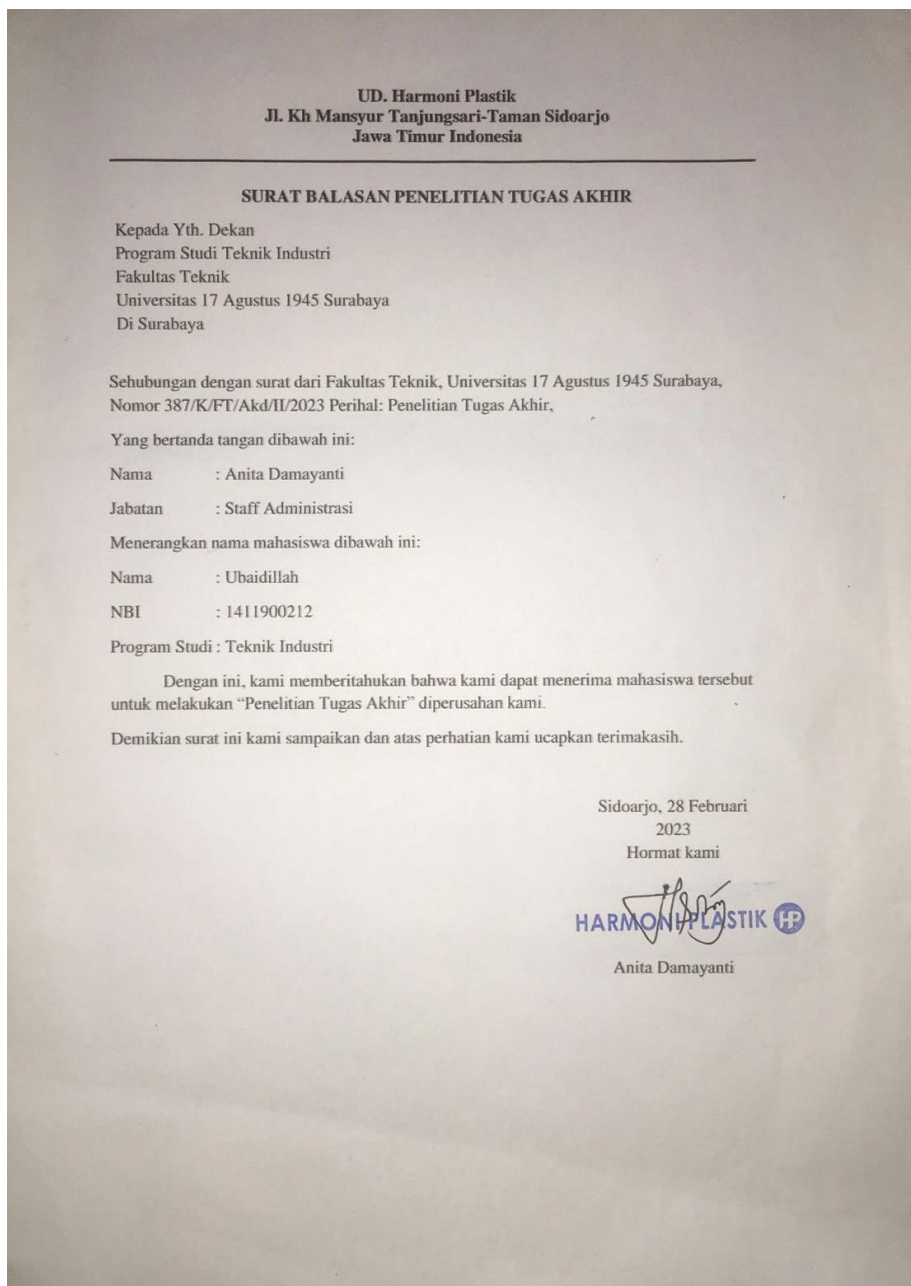 UD. Harmoni Plastik
Jl. Kh Mansyur Tanjungsari-Taman Sidoarjo
Jawa Timur Indonesia
SURAT BALASAN PENELITIAN TUGAS AKHIR
Kepada Yth. Dekan
Program Studi Teknik Industri
Fakultas Teknik
Universitas 17 Agustus 1945 Surabaya
Di Surabaya
Sehubungan dengan surat dari Fakultas Teknik, Universitas 17 Agustus 1945 Surabaya,
Nomor 387/K/FT/Akd/II/2023 Perihal: Penelitian Tugas Akhir,
Yang bertanda tangan dibawah ini:
Nama : Anita Damayanti
Jabatan : Staff Administrasi
Menerangkan nama mahasiswa dibawah ini:
Nama : Ubaidillah
NBI : 1411900212
Program Studi : Teknik Industri
Dengan ini, kami memberitahukan bahwa kami dapat menerima mahasiswa tersebut
untuk melakukan “Penelitian Tugas Akhir” diperusahan kami.
Demikian surat ini kami sampaikan dan atas perhatian kami ucapkan terimakasih.
Sidoarjo, 28 Februari
2023
Hormat kami
HARMONI PLASTIK HP
Anita Damayanti